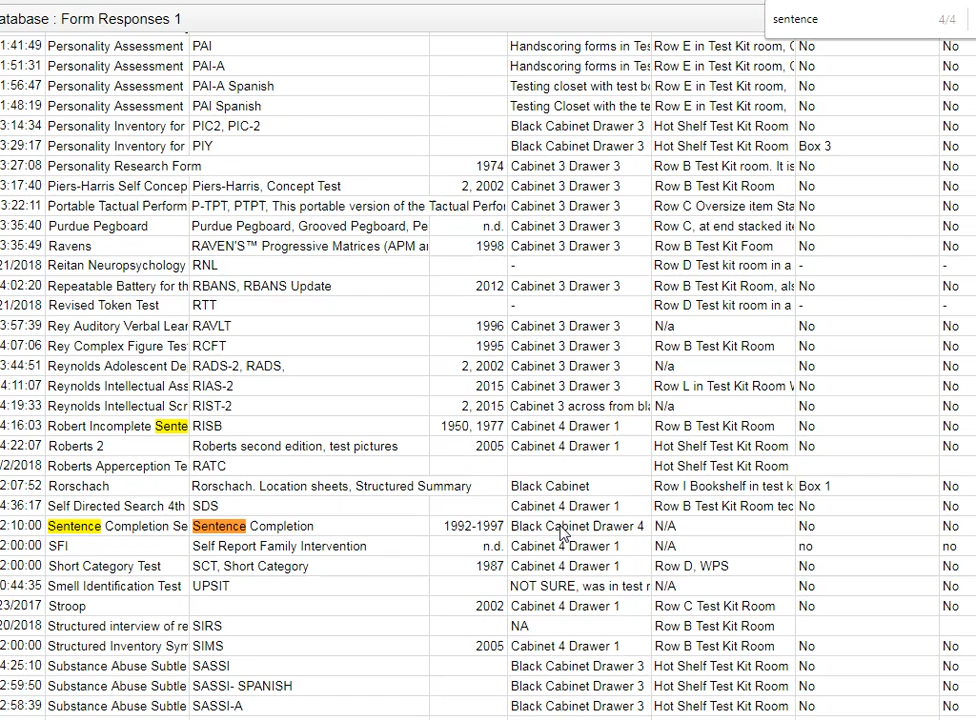 atabase : Form Responses 1
sentence 4/4
1:41:49 Personality Assessment PAI Handscoring forms in Tes Row E in Test Kit room, C No No
1:51:31 Personality Assessment PAI-A Handscoring forms in Tes Row E in Test Kit room, C No No
1:56:47 Personality Assessment PAI-A Spanish Testing closet with test bo Row E in Test Kit room, No No
1:48:19 Personality Assessment PAI Spanish Testing Closet with the te Row E in Test Kit room, No No
3:14:34 Personality Inventory for PIC2, PIC-2 Black Cabinet Drawer 3 Hot Shelf Test Kit Room No No
3:29:17 Personality Inventory for PIY Black Cabinet Drawer 3 Hot Shelf Test Kit Room Box 3 No
3:27:08 Personality Research Form 1974 Cabinet 3 Drawer 3 Row B Test Kit room. It is No No
3:17:40 Piers-Harris Self Concep Piers-Harris, Concept Test 2, 2002 Cabinet 3 Drawer 3 Row B Test Kit Room No No
3:22:11 Portable Tactual Perform P-TPT, PTPT, This portable version of the Tactual Perfor Cabinet 3 Drawer 3 Row C Oversize item Sta No No
3:35:40 Purdue Pegboard Purdue Pegboard, Grooved Pegboard, Pe n.d. Cabinet 3 Drawer 3 Row C, at end stacked ite No No
3:35:49 Ravens RAVEN'S™ Progressive Matrices (APM an 1998 Cabinet 3 Drawer 3 Row B Test Kit Foom No No
21/2018 Reitan Neuropsychology RNL - Row D Test kit room in a - -
4:02:20 Repeatable Battery for th RBANS, RBANS Update 2012 Cabinet 3 Drawer 3 Row B Test Kit Room, als No No
21/2018 Revised Token Test RTT - Row D Test kit room in a - -
3:57:39 Rey Auditory Verbal Lear RAVLT 1996 Cabinet 3 Drawer 3 N/a No No
4:07:06 Rey Complex Figure Tes RCFT 1995 Cabinet 3 Drawer 3 Row B Test Kit Room No No
3:44:51 Reynolds Adolescent De RADS-2, RADS, 2, 2002 Cabinet 3 Drawer 3 N/a No No
4:11:07 Reynolds Intellectual Ass RIAS-2 2015 Cabinet 3 Drawer 3 Row L in Test Kit Room W No No
4:19:33 Reynolds Intellectual Scr RIST-2 2, 2015 Cabinet 3 across from bla N/a No No
4:16:03 Robert Incomplete Sente RISB 1950, 1977 Cabinet 4 Drawer 1 Row B Test Kit Room No No
4:22:07 Roberts 2 Roberts second edition, test pictures 2005 Cabinet 4 Drawer 1 Hot Shelf Test Kit Room No No
/2/2018 Roberts Apperception Te RATC Hot Shelf Test Kit Room
2:07:52 Rorschach Rorschach. Location sheets, Structured Summary Black Cabinet Row I Bookshelf in test k Box 1 No
4:36:17 Self Directed Search 4th SDS Cabinet 4 Drawer 1 Row B Test Kit Room tec No No
2:10:00 Sentence Completion Se Sentence Completion 1992-1997 Black Cabinet Drawer 4 N/A No No
2:00:00 SFI Self Report Family Intervention n.d. Cabinet 4 Drawer 1 N/A no no
2:00:00 Short Category Test SCT, Short Category 1987 Cabinet 4 Drawer 1 Row D, WPS No No
0:44:35 Smell Identification Test UPSIT NOT SURE, was in test r N/A No No
23/2017 Stroop 2002 Cabinet 4 Drawer 1 Row C Test Kit Room No No
20/2018 Structured interview of re SIRS NA Row B Test Kit Room
2:00:00 Structured Inventory Sym SIMS 2005 Cabinet 4 Drawer 1 Row B Test Kit Room No No
4:25:10 Substance Abuse Subtle SASSI Black Cabinet Drawer 3 Hot Shelf Test Kit Room No No
2:59:50 Substance Abuse Subtle SASSI- SPANISH Black Cabinet Drawer 3 Hot Shelf Test Kit Room No No
2:58:39 Substance Abuse Subtle SASSI-A Black Cabinet Drawer 3 Hot Shelf Test Kit Room No No